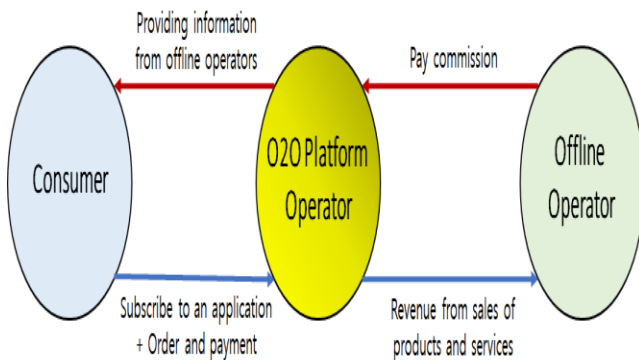 Providing information
from offline operators
Pay commission
Consumer
O2O Platform
Operator
Offline
Operator
Subscribe to an application
+ Order and payment
Revenue from sales of
products and services